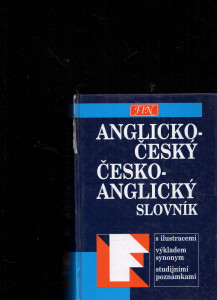 FIN
ANGLICKO-
ČESKÝ
ČESKO-
ANGLICKÝ
SLOVNÍK
s ilustracemi
výkladem
synonym
studijními
poznámkami